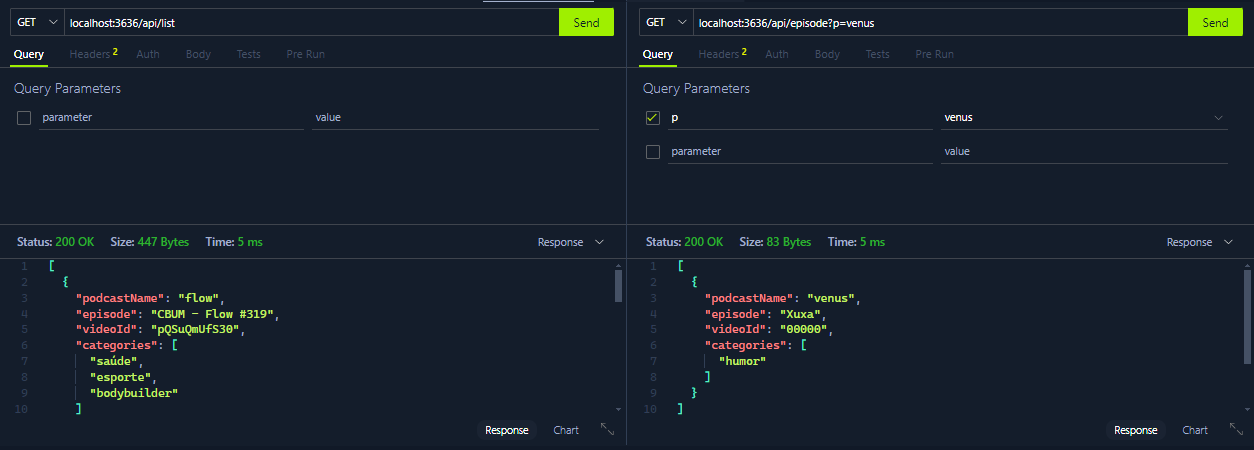 GET localhost:3636/api/list Send
Query Headers 2 Auth Body Tests Pre Run
Query Parameters
parameter value
Status: 200 OK Size: 447 Bytes Time: 5 ms Response
1 [
2 {
3 "podcastName": "flow",
4 "episode": "CBUM - Flow #319",
5 "videoId": "pQSuQmUfS30",
6 "categories": [
7 "saúde",
8 "esporte",
9 "bodybuilder"
10 ]
Response Chart
GET localhost:3636/api/episode?p=venus Send
Query Headers 2 Auth Body Tests Pre Run
Query Parameters
p venus
parameter value
Status: 200 OK Size: 83 Bytes Time: 5 ms Response
1 [
2 {
3 "podcastName": "venus",
4 "episode": "Xuxa",
5 "videoId": "00000",
6 "categories": [
7 "humor"
8 ]
9 }
10 ]
Response Chart